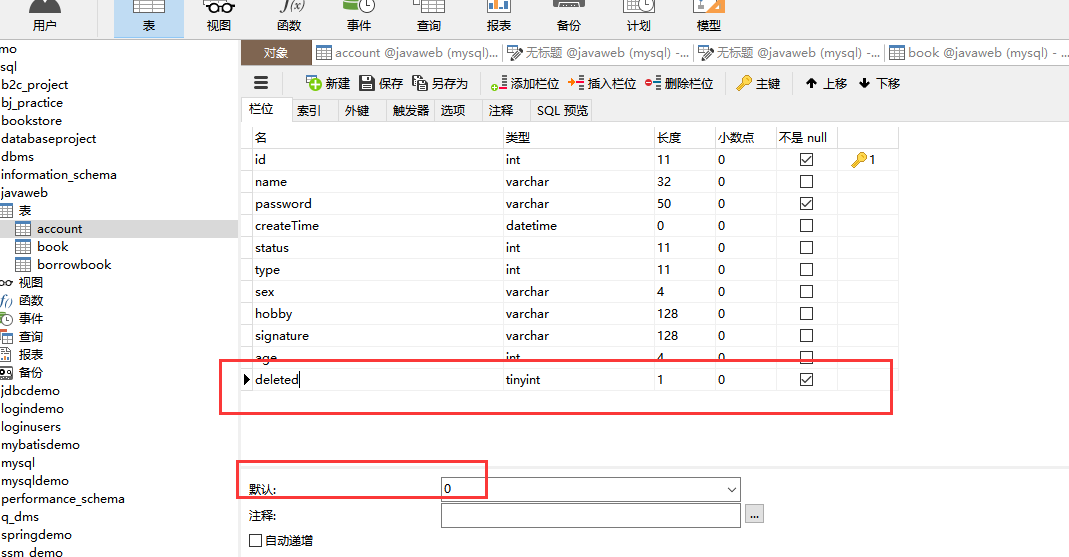 用户 表 视图 函数 事件 查询 报表 备份 计划 模型
对象 account @javaweb (mysql)... 无标题 @javaweb (mysql) -... 无标题 @javaweb (mysql) -... book @javaweb (mysql) - ...
新建 保存 另存为 添加栏位 插入栏位 删除栏位 主键 上移 下移
栏位 索引 外键 触发器 选项 注释 SQL 预览
mo
sql
b2c_project
bj_practice
bookstore
databaseproject
dbms
information_schema
javaweb
表
account
book
borrowbook
视图
函数
事件
查询
报表
备份
jdbcdemo
logindemo
loginusers
mybatisdemo
mysql
mysqldemo
performance_schema
q_dms
springdemo
ssm_demo
名 类型 长度 小数点 不是 null
id int 11 0 1
name varchar 32 0
password varchar 50 0
createTime datetime 0 0
status int 11 0
type int 11 0
sex varchar 4 0
hobby varchar 128 0
signature varchar 128 0
age int 4 0
deleted tinyint 1 0
默认: 0
注释: ...
自动递增